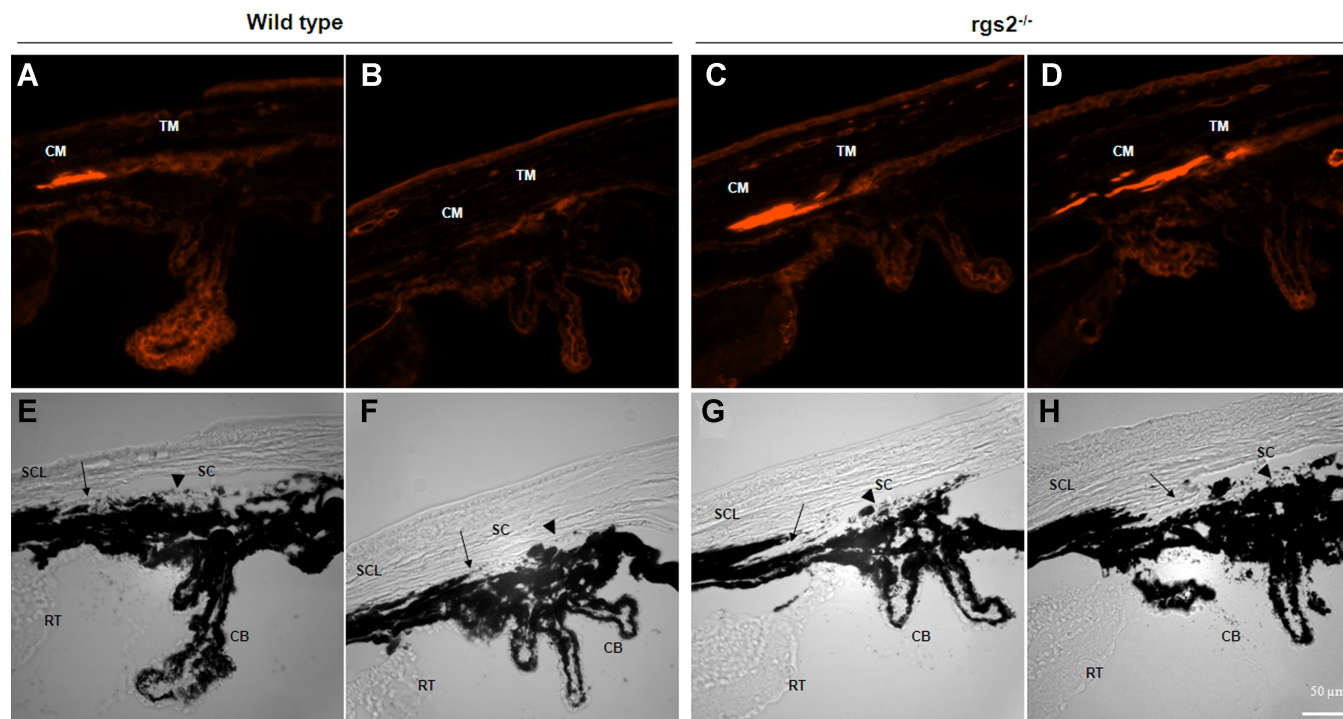 Wild type
rgs2-/-
A
B
C
D
TM
CM
TM
CM
TM
CM
TM
CM
E
F
G
H
SCL
SC
RT
CB
SC
SCL
CB
RT
SC
SCL
CB
RT
SC
SCL
CB
RT
50 µm